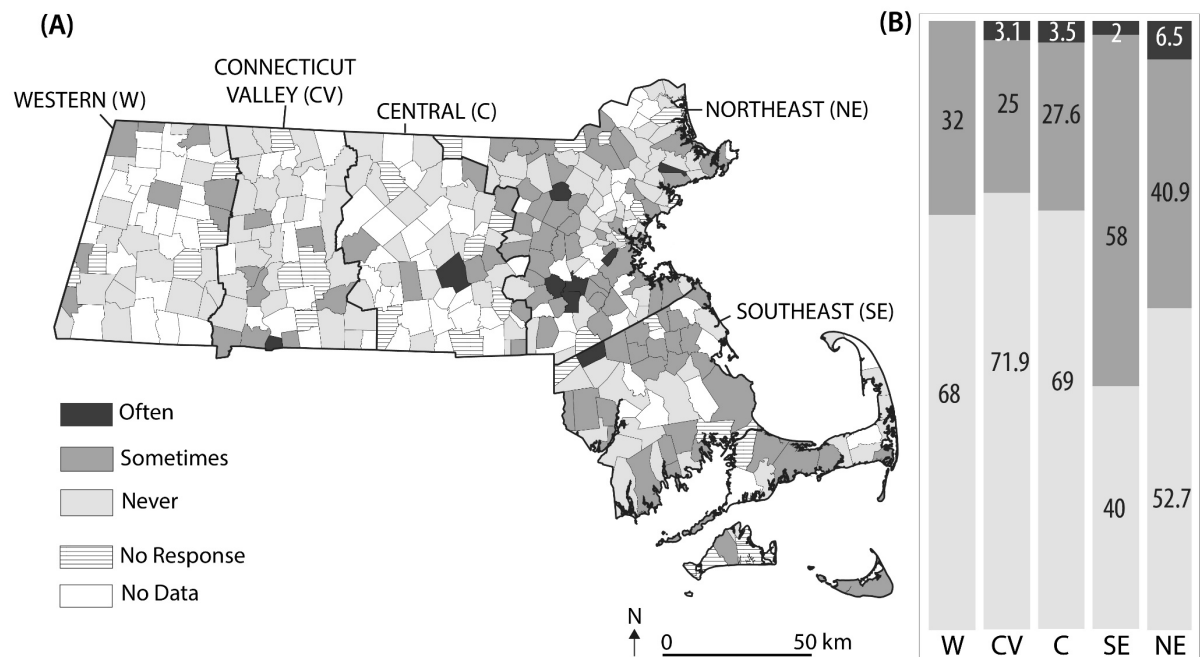 (A)
WESTERN (W)
CONNECTICUT
VALLEY (CV)
CENTRAL (C)
NORTHEAST (NE)
SOUTHEAST (SE)
Often
Sometimes
Never
No Response
No Data
N
0 50 km
(B)
3.1 3.5 2 6.5
32 25 27.6 58 40.9
68 71.9 69 40 52.7
W CV C SE NE